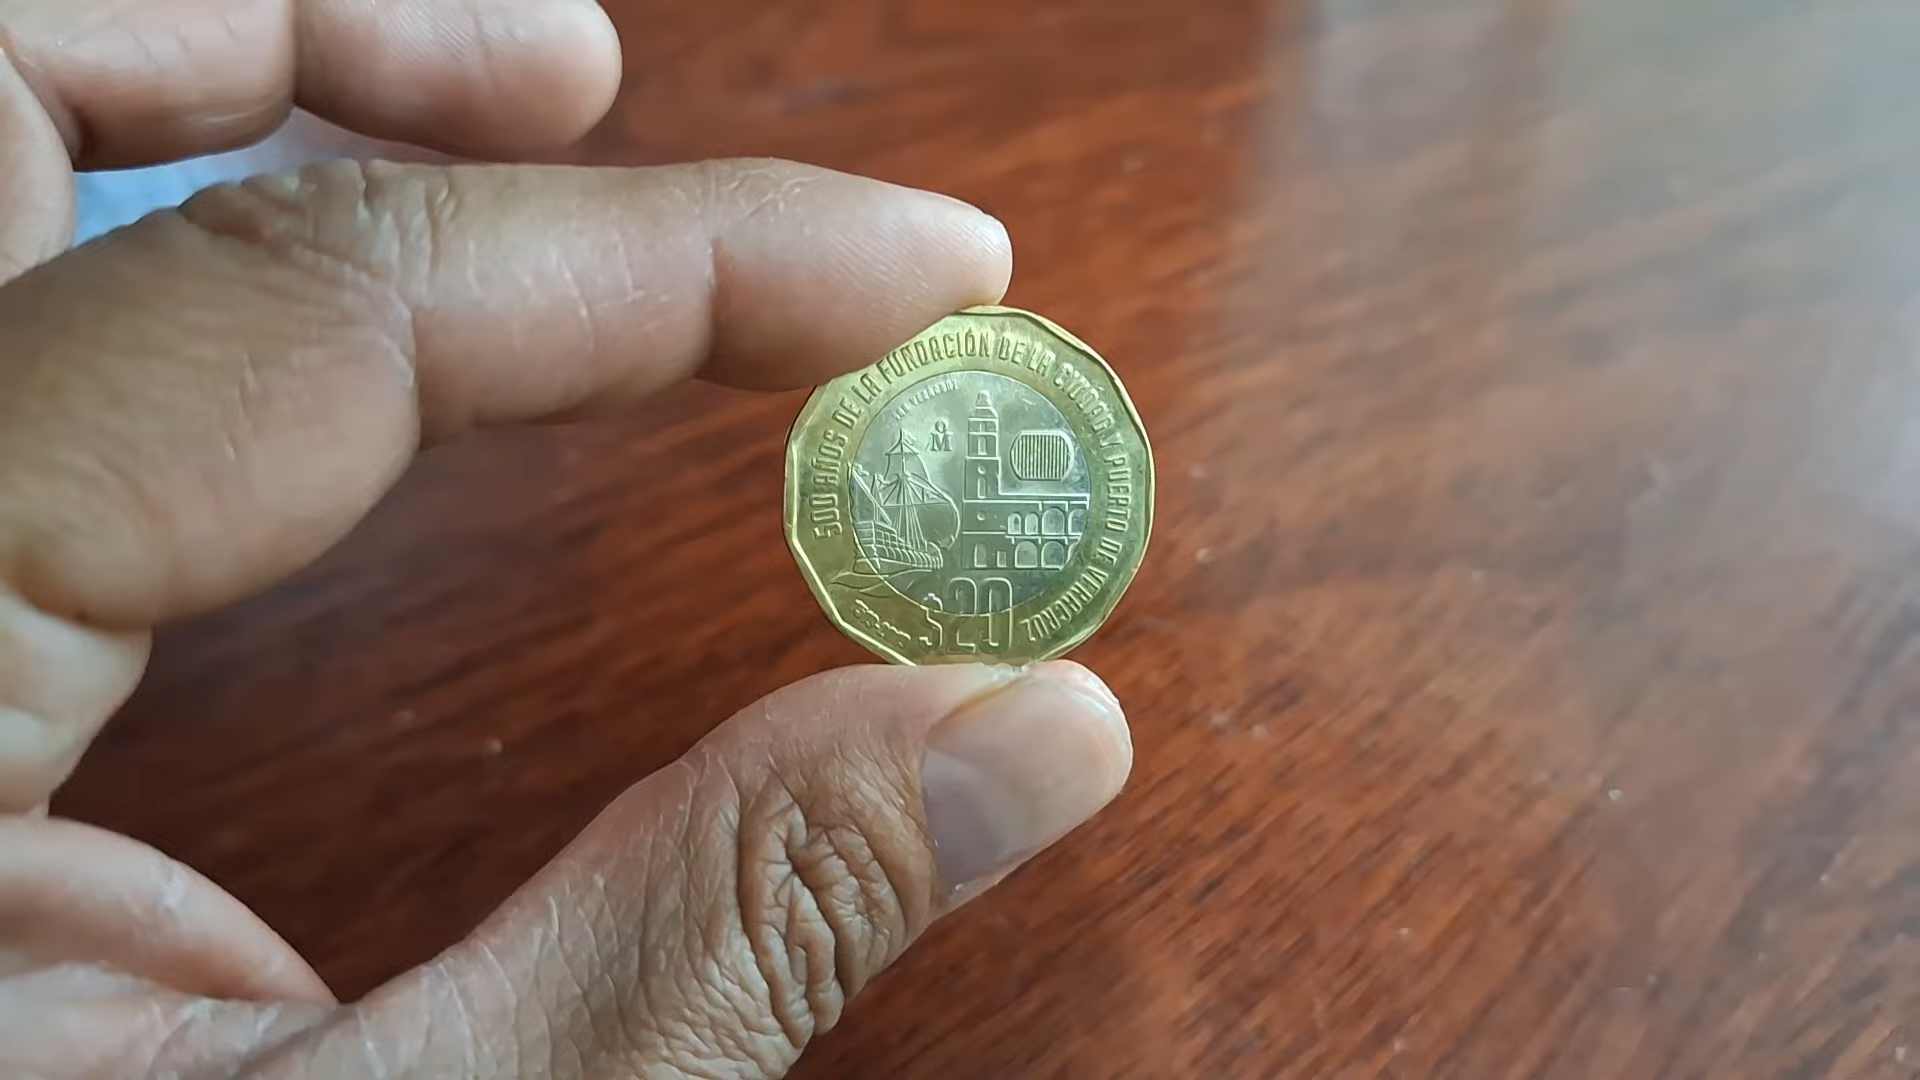 500 AÑOS DE LA FUNDACIÓN DE LA CIUDAD Y PUERTO DE VERACRUZ
M̊
$20